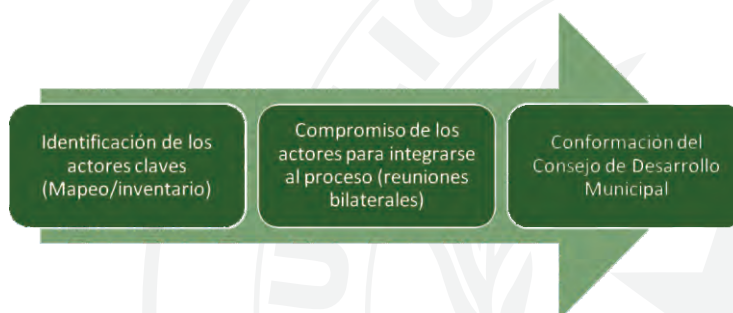 Identificación de los
actores claves
(Mapeo/inventario)
Compromiso de los
actores para integrarse
al proceso (reuniones
bilaterales)
Conformación del
Consejo de Desarrollo
Municipal